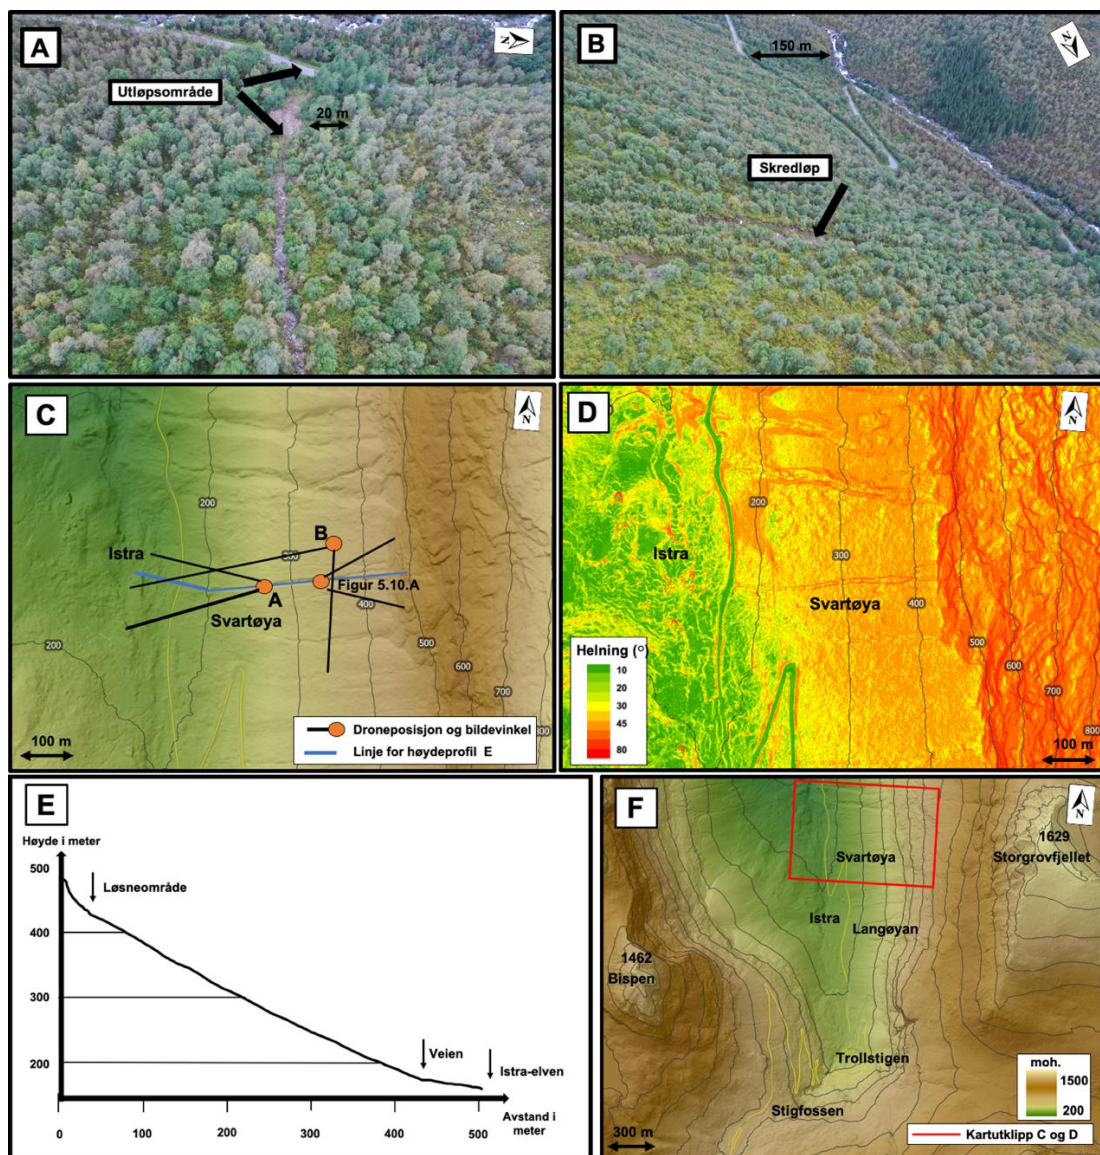 A
Utløpsområde
20 m
N
B
150 m
Skredløp
N
C
N
200
Istra
B
300
Figur 5.10.A
A
Svartøya
400
200
500
600
700
800
Droneposisjon og bildevinkel
Linje for høydeprofil E
100 m
D
N
200
Istra
300
Svartøya
400
500
600
700
800
Helning (°)
10
20
30
45
80
100 m
E
Høyde i meter
500
Løsneområde
400
300
200
Veien
Istra-elven
0
100
200
300
400
500
Avstand i
meter
F
N
1629
Storgrovfjellet
Svartøya
Istra
Langøyan
1462
Bispen
Trollstigen
Stigfossen
moh.
1500
200
300 m
Kartutklipp C og D